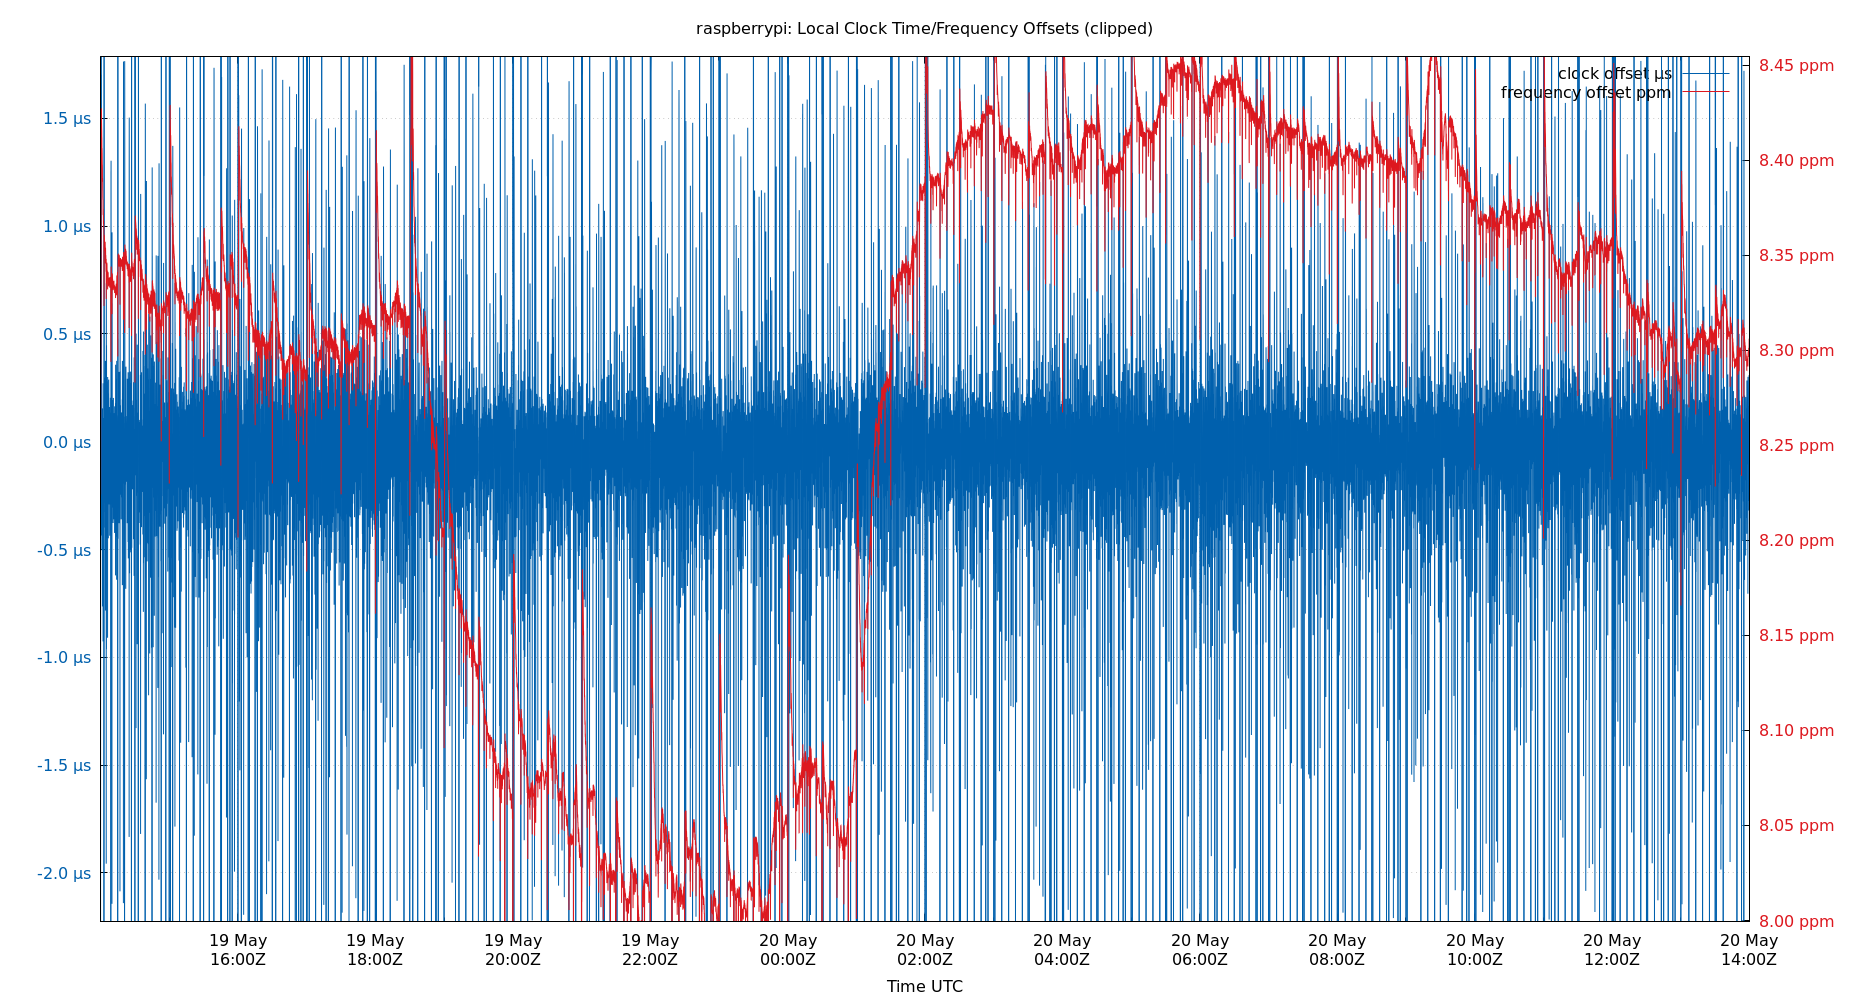 raspberrypi: Local Clock Time/Frequency Offsets (clipped)
clock offset µs
frequency offset ppm
1.5 µs
1.0 µs
0.5 µs
0.0 µs
-0.5 µs
-1.0 µs
-1.5 µs
-2.0 µs
8.45 ppm
8.40 ppm
8.35 ppm
8.30 ppm
8.25 ppm
8.20 ppm
8.15 ppm
8.10 ppm
8.05 ppm
8.00 ppm
19 May
16:00Z
19 May
18:00Z
19 May
20:00Z
19 May
22:00Z
20 May
00:00Z
20 May
02:00Z
20 May
04:00Z
20 May
06:00Z
20 May
08:00Z
20 May
10:00Z
20 May
12:00Z
20 May
14:00Z
Time UTC